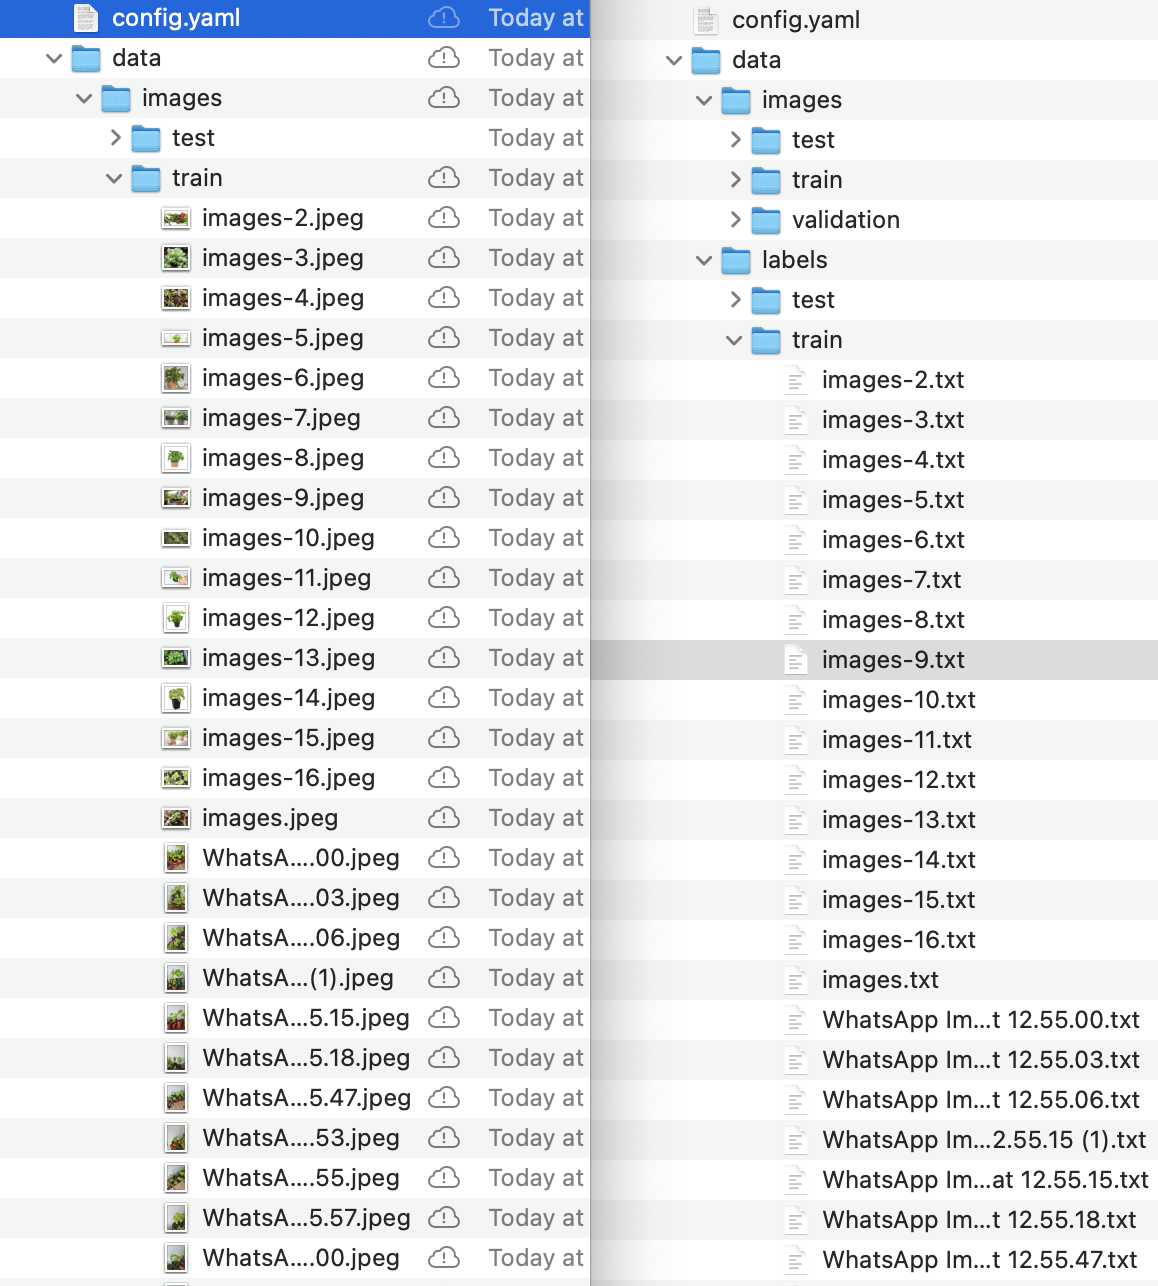 config.yaml Today at
data Today at
images Today at
test Today at
train Today at
images-2.jpeg Today at
images-3.jpeg Today at
images-4.jpeg Today at
images-5.jpeg Today at
images-6.jpeg Today at
images-7.jpeg Today at
images-8.jpeg Today at
images-9.jpeg Today at
images-10.jpeg Today at
images-11.jpeg Today at
images-12.jpeg Today at
images-13.jpeg Today at
images-14.jpeg Today at
images-15.jpeg Today at
images-16.jpeg Today at
images.jpeg Today at
WhatsA....00.jpeg Today at
WhatsA....03.jpeg Today at
WhatsA....06.jpeg Today at
WhatsA...(1).jpeg Today at
WhatsA...5.15.jpeg Today at
WhatsA...5.18.jpeg Today at
WhatsA...5.47.jpeg Today at
WhatsA....53.jpeg Today at
WhatsA....55.jpeg Today at
WhatsA...5.57.jpeg Today at
WhatsA....00.jpeg Today at
config.yaml
data
images
test
train
validation
labels
test
train
images-2.txt
images-3.txt
images-4.txt
images-5.txt
images-6.txt
images-7.txt
images-8.txt
images-9.txt
images-10.txt
images-11.txt
images-12.txt
images-13.txt
images-14.txt
images-15.txt
images-16.txt
images.txt
WhatsApp Im...t 12.55.00.txt
WhatsApp Im...t 12.55.03.txt
WhatsApp Im...t 12.55.06.txt
WhatsApp Im...2.55.15 (1).txt
WhatsApp Im...at 12.55.15.txt
WhatsApp Im...t 12.55.18.txt
WhatsApp Im...t 12.55.47.txt